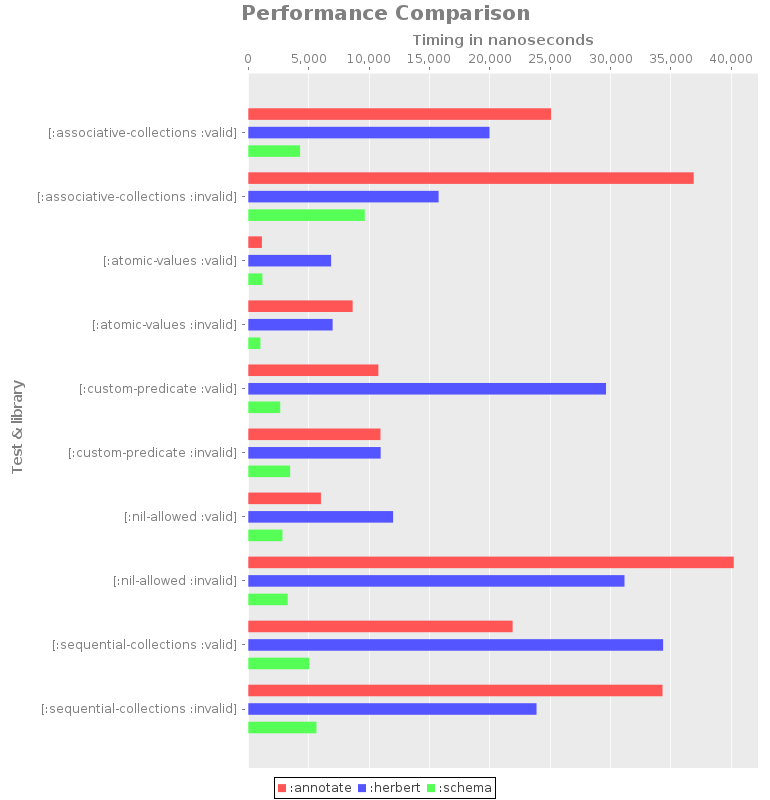 Performance Comparison
Timing in nanoseconds
0 5,000 10,000 15,000 20,000 25,000 30,000 35,000 40,000
Test & library
[:associative-collections :valid]
[:associative-collections :invalid]
[:atomic-values :valid]
[:atomic-values :invalid]
[:custom-predicate :valid]
[:custom-predicate :invalid]
[:nil-allowed :valid]
[:nil-allowed :invalid]
[:sequential-collections :valid]
[:sequential-collections :invalid]
:annotate :herbert :schema